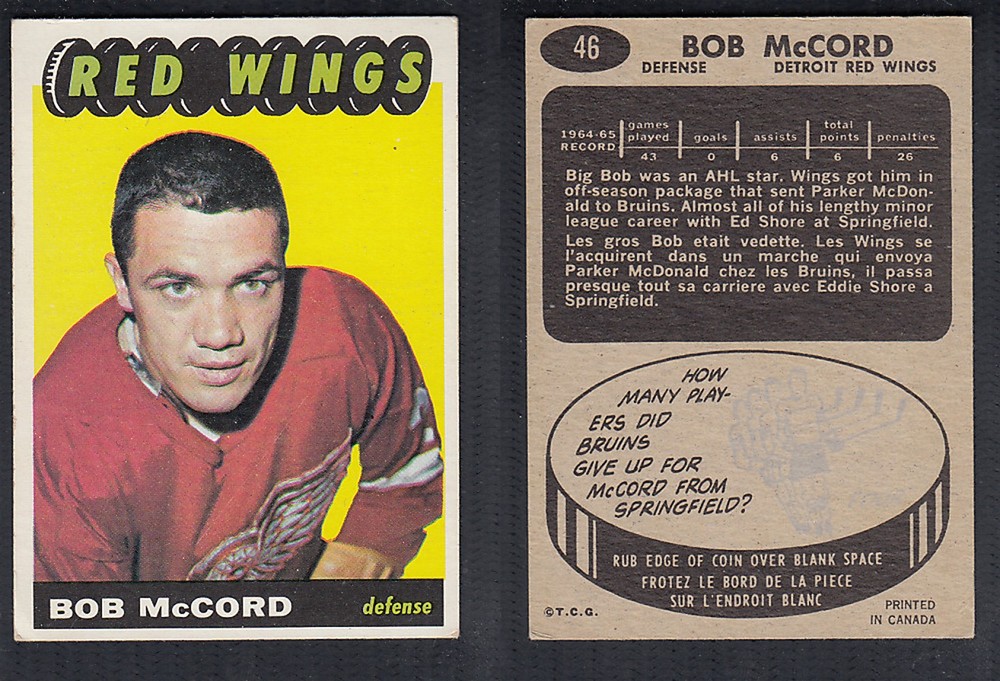 RED WINGS
BOB McCORD
defense
46
BOB McCORD
DEFENSE DETROIT RED WINGS
1964-65 RECORD games played goals assists total points penalties
43 0 6 6 26
Big Bob was an AHL star. Wings got him in
off-season package that sent Parker McDon-
ald to Bruins. Almost all of his lengthy minor
league career with Ed Shore at Springfield.
Les gros Bob etait vedette. Les Wings se
l'acquirent dans un marche qui envoya
Parker McDonald chez les Bruins, il passa
presque tout sa carriere avec Eddie Shore a
Springfield.
HOW
MANY PLAY-
ERS DID
BRUINS
GIVE UP FOR
McCORD FROM
SPRINGFIELD?
RUB EDGE OF COIN OVER BLANK SPACE
FROTEZ LE BORD DE LA PIECE
SUR L'ENDROIT BLANC
©T.C.G.
PRINTED
IN CANADA